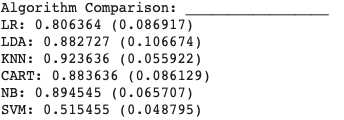 Algorithm Comparison: _________________
LR: 0.806364 (0.086917)
LDA: 0.882727 (0.106674)
KNN: 0.923636 (0.055922)
CART: 0.883636 (0.086129)
NB: 0.894545 (0.065707)
SVM: 0.515455 (0.048795)